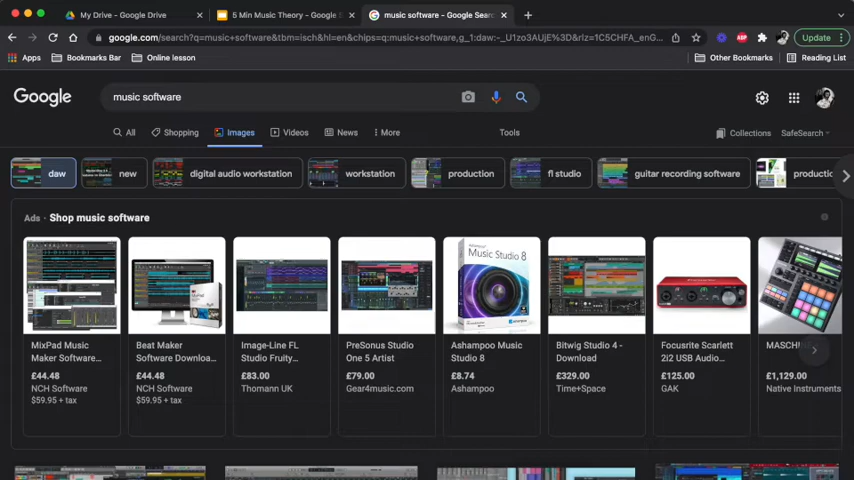 My Drive - Google Drive
5 Min Music Theory - Google S
music software - Google Sear
google.com/search?q=music+software&tbm=isch&hl=en&chips=q:music+software,g_1:daw:-_U1zo3AUjE%3D&rlz=1C5CHFA_enG...
ABP
Update
Apps
Bookmarks Bar
Online lesson
Other Bookmarks
Reading List
Google
music software
All
Shopping
Images
Videos
News
More
Tools
Collections
SafeSearch
daw
new
digital audio workstation
workstation
production
fl studio
guitar recording software
productio
Ads · Shop music software
Music Studio 8
MixPad Music
Maker Software...
£44.48
NCH Software
$59.95 + tax
Beat Maker
Software Downloa...
£44.48
NCH Software
$59.95 + tax
Image-Line FL
Studio Fruity...
£83.00
Thomann UK
PreSonus Studio
One 5 Artist
£79.00
Gear4music.com
Ashampoo Music
Studio 8
£8.74
Ashampoo
Bitwig Studio 4 -
Download
£329.00
Time+Space
Focusrite Scarlett
2i2 USB Audio...
£125.00
GAK
MASCHIN
£1,129.00
Native Instruments